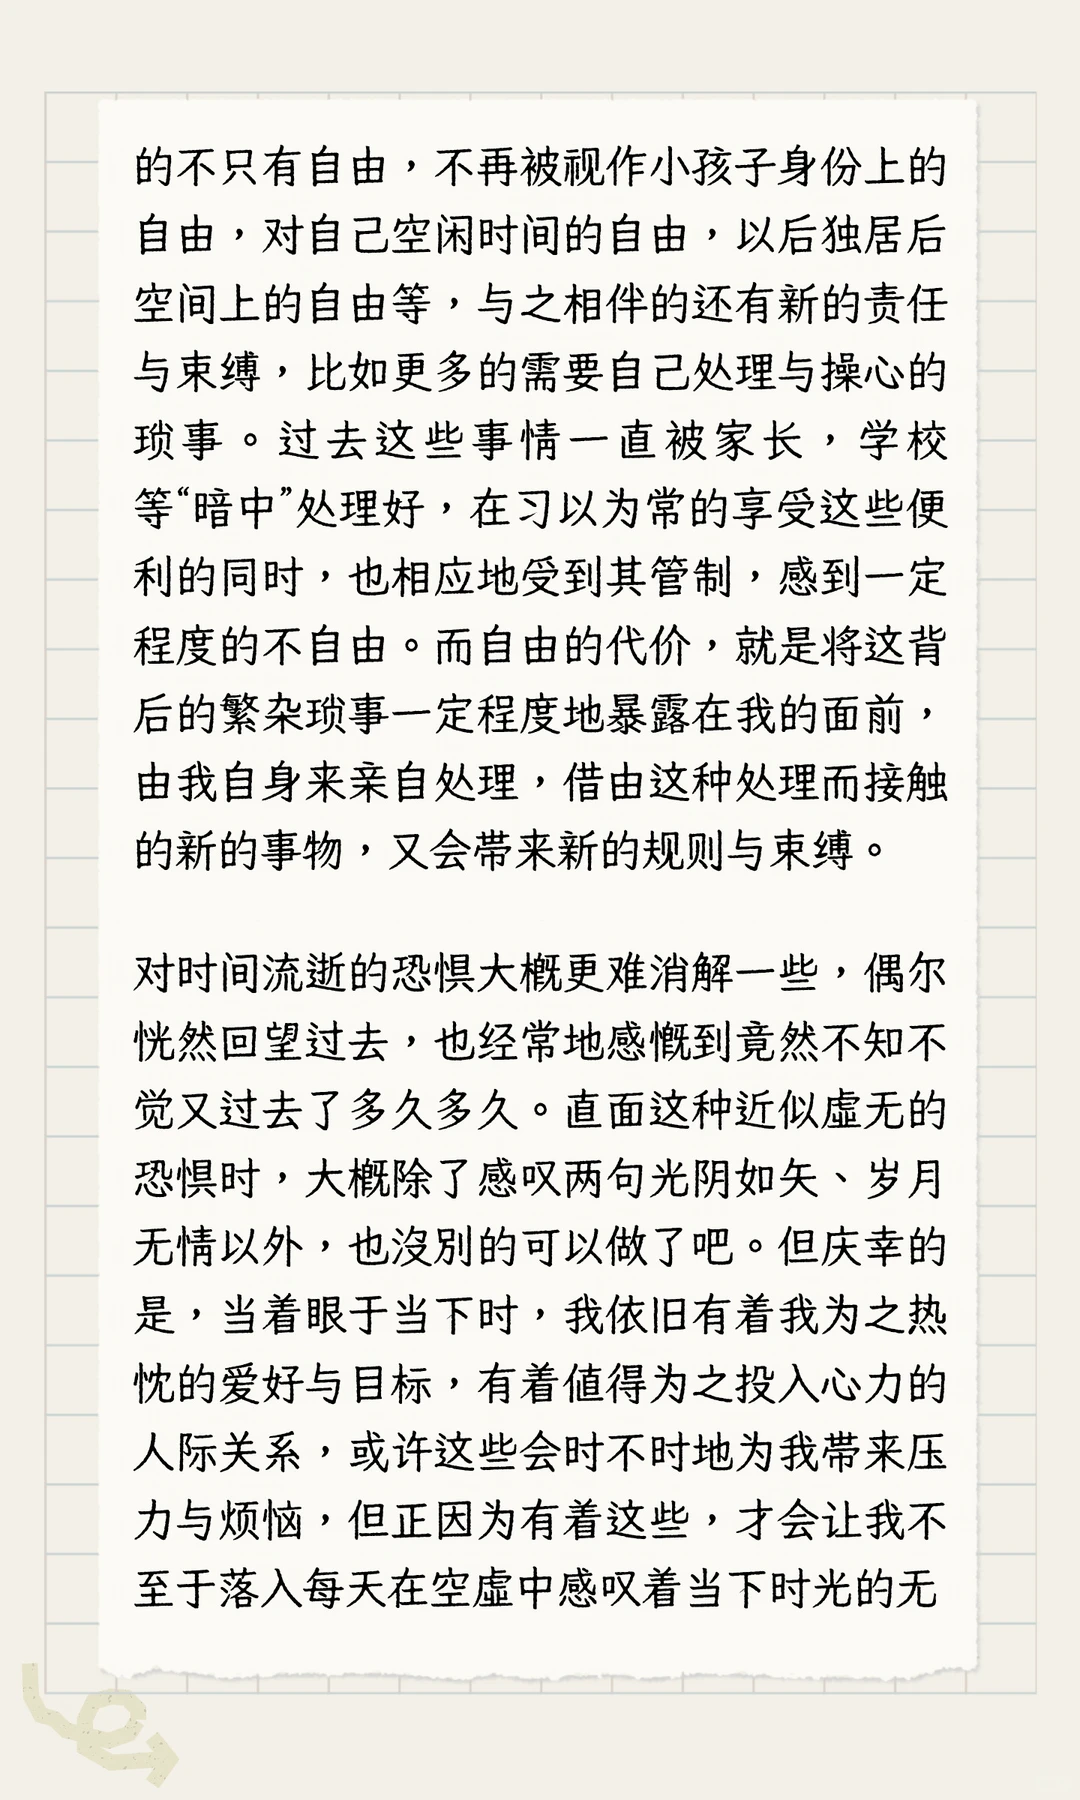 的不只有自由，不再被视作小孩子身份上的
自由，对自己空闲时间的自由，以后独居后
空间上的自由等，与之相伴的还有新的责任
与束缚，比如更多的需要自己处理与操心的
琐事。过去这些事情一直被家长，学校
等“暗中”处理好，在习以为常的享受这些便
利的同时，也相应地受到其管制，感到一定
程度的不自由。而自由的代价，就是将这背
后的繁杂琐事一定程度地暴露在我的面前，
由我自身来亲自处理，借由这种处理而接触
的新的事物，又会带来新的规则与束缚。
对时间流逝的恐惧大概更难消解一些，偶尔
恍然回望过去，也经常地感慨到竟然不知不
觉又过去了多久多久。直面这种近似虚无的
恐惧时，大概除了感叹两句光阴如矢、岁月
无情以外，也没别的可以做了吧。但庆幸的
是，当着眼于当下时，我依旧有着我为之热
忱的爱好与目标，有着值得为之投入心力的
人际关系，或许这些会时不时地为我带来压
力与烦恼，但正因为有着这些，才会让我不
至于落入每天在空虚中感叹着当下时光的无